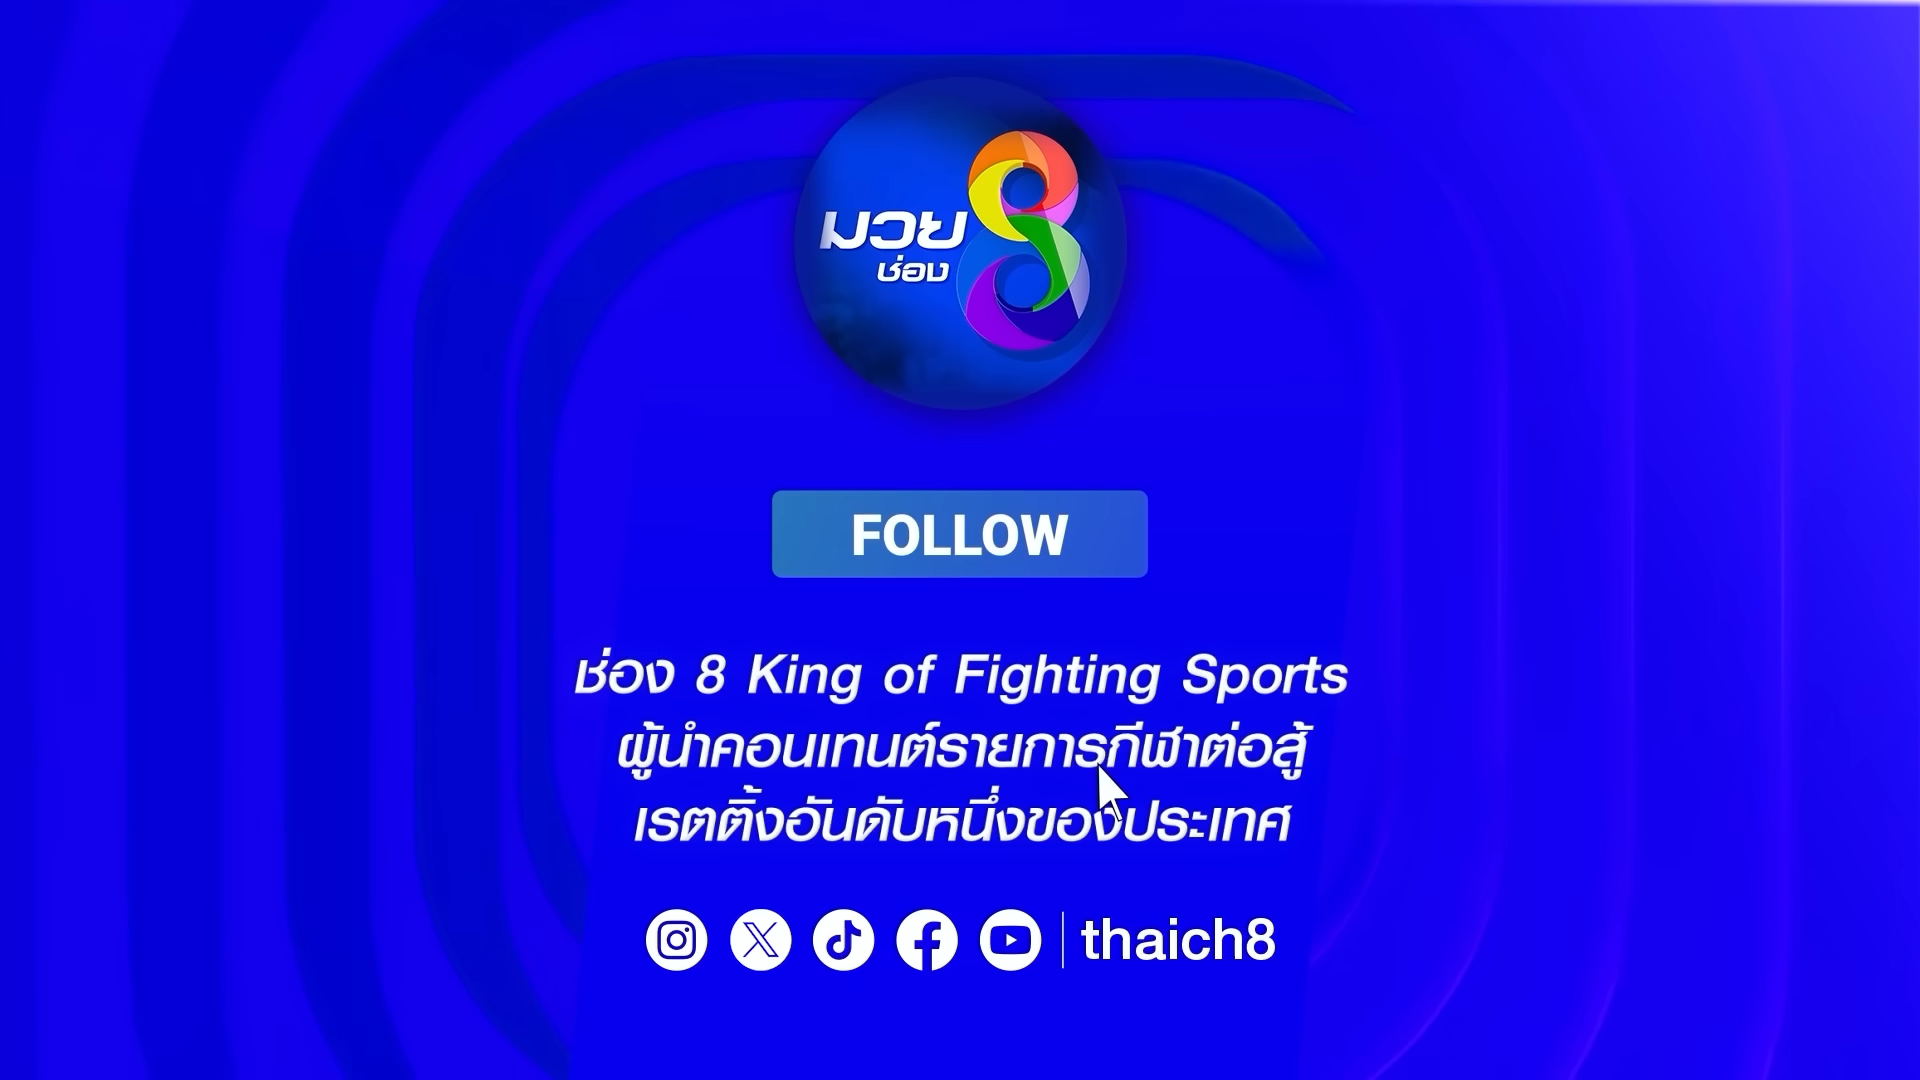 มวย
ช่อง 8
FOLLOW
ช่อง 8 King of Fighting Sports
ผู้นำคอนเทนต์รายการกีฬาต่อสู้
เรตติ้งอันดับหนึ่งของประเทศ
thaich8